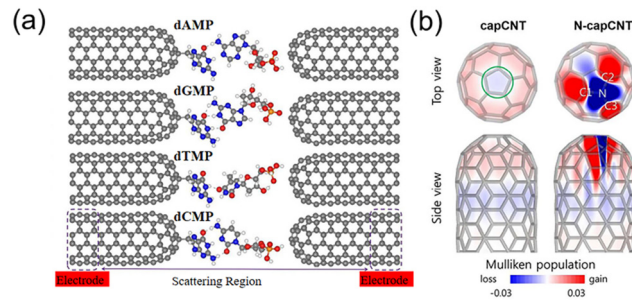 (a)
dAMP
dGMP
dTMP
dCMP
Electrode
Scattering Region
Electrode
(b)
capCNT
N-capCNT
Top view
C2
C1
N
C3
Side view
Mulliken population
loss
gain
-0.03
0.03